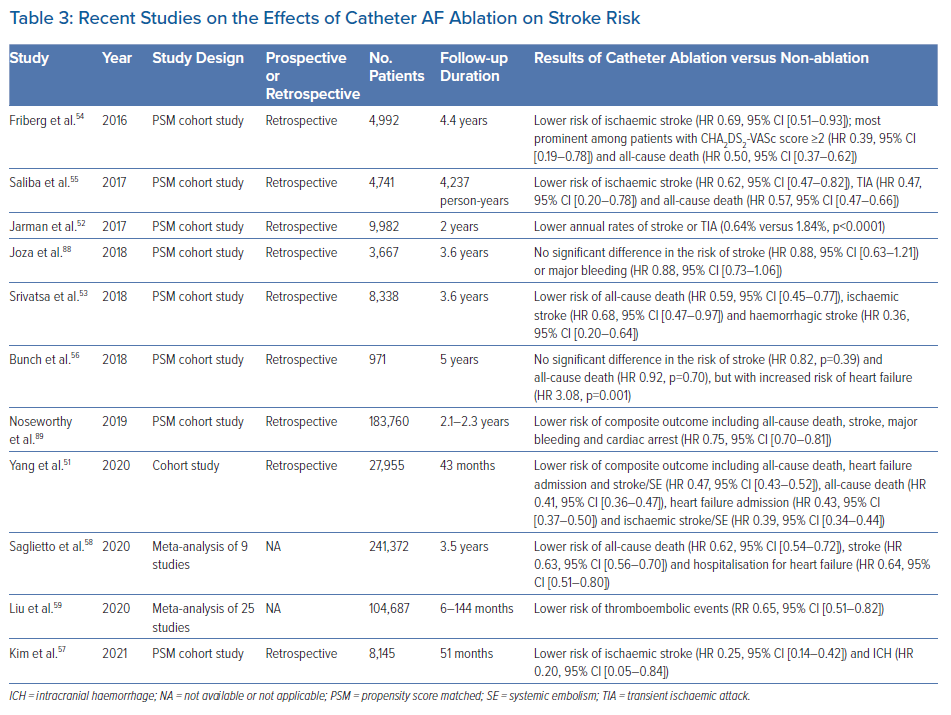 Table 3: Recent Studies on the Effects of Catheter AF Ablation on Stroke Risk
Study Year Study Design Prospective or Retrospective No. Patients Follow-up Duration Results of Catheter Ablation versus Non-ablation
Friberg et al.54 2016 PSM cohort study Retrospective 4,992 4.4 years Lower risk of ischaemic stroke (HR 0.69, 95% CI [0.51–0.93]); most
prominent among patients with CHA2DS2-VASc score ≥2 (HR 0.39, 95% CI
[0.19–0.78]) and all-cause death (HR 0.50, 95% CI [0.37–0.62])
Saliba et al.55 2017 PSM cohort study Retrospective 4,741 4,237 person-years Lower risk of ischaemic stroke (HR 0.62, 95% CI [0.47–0.82]), TIA (HR 0.47,
95% CI [0.20–0.78]) and all-cause death (HR 0.57, 95% CI [0.47–0.66])
Jarman et al.52 2017 PSM cohort study Retrospective 9,982 2 years Lower annual rates of stroke or TIA (0.64% versus 1.84%, p<0.0001)
Joza et al.88 2018 PSM cohort study Retrospective 3,667 3.6 years No significant difference in the risk of stroke (HR 0.88, 95% CI [0.63–1.21])
or major bleeding (HR 0.88, 95% CI [0.73–1.06])
Srivatsa et al.53 2018 PSM cohort study Retrospective 8,338 3.6 years Lower risk of all-cause death (HR 0.59, 95% CI [0.45–0.77]), ischaemic
stroke (HR 0.68, 95% CI [0.47–0.97]) and haemorrhagic stroke (HR 0.36,
95% CI [0.20–0.64])
Bunch et al.56 2018 PSM cohort study Retrospective 971 5 years No significant difference in the risk of stroke (HR 0.82, p=0.39) and
all-cause death (HR 0.92, p=0.70), but with increased risk of heart failure
(HR 3.08, p=0.001)
Noseworthy et al.89 2019 PSM cohort study Retrospective 183,760 2.1–2.3 years Lower risk of composite outcome including all-cause death, stroke, major
bleeding and cardiac arrest (HR 0.75, 95% CI [0.70–0.81])
Yang et al.51 2020 Cohort study Retrospective 27,955 43 months Lower risk of composite outcome including all-cause death, heart failure
admission and stroke/SE (HR 0.47, 95% CI [0.43–0.52]), all-cause death (HR
0.41, 95% CI [0.36–0.47]), heart failure admission (HR 0.43, 95% CI
[0.37–0.50]) and ischaemic stroke/SE (HR 0.39, 95% CI [0.34–0.44])
Saglietto et al.58 2020 Meta-analysis of 9 studies NA 241,372 3.5 years Lower risk of all-cause death (HR 0.62, 95% CI [0.54–0.72]), stroke (HR
0.63, 95% CI [0.56–0.70]) and hospitalisation for heart failure (HR 0.64, 95%
CI [0.51–0.80])
Liu et al.59 2020 Meta-analysis of 25 studies NA 104,687 6–144 months Lower risk of thromboembolic events (RR 0.65, 95% CI [0.51–0.82])
Kim et al.57 2021 PSM cohort study Retrospective 8,145 51 months Lower risk of ischaemic stroke (HR 0.25, 95% CI [0.14–0.42]) and ICH (HR
0.20, 95% CI [0.05–0.84])
ICH = intracranial haemorrhage; NA = not available or not applicable; PSM = propensity score matched; SE = systemic embolism; TIA = transient ischaemic attack.